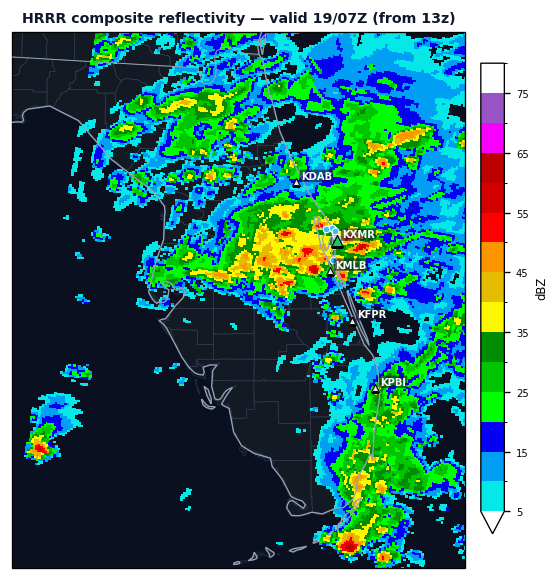 HRRR composite reflectivity — valid 19/07Z (from 13z)
KDAB
KXMR
KMLB
KFPR
KPBI
75
65
55
45
35
25
15
5
dBZ